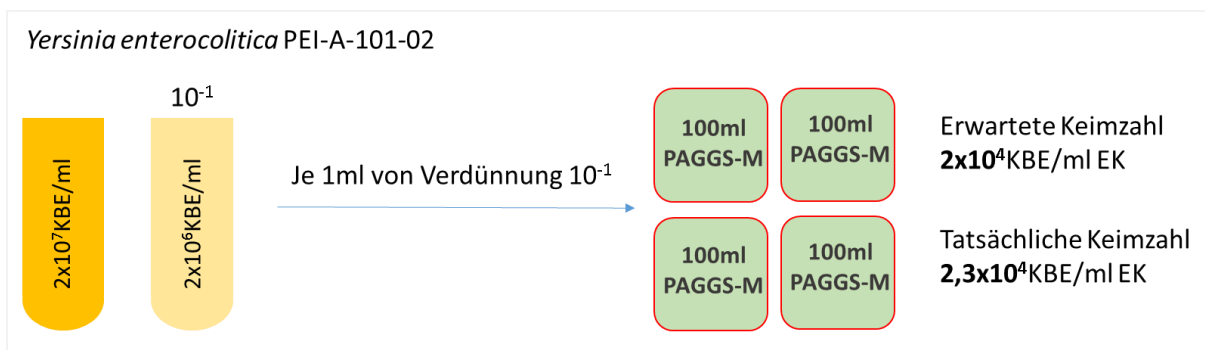 Yersinia enterocolitica PEI-A-101-02
10⁻¹
2x10⁷KBE/ml
2x10⁶KBE/ml
Je 1ml von Verdünnung 10⁻¹
100ml
PAGGS-M
100ml
PAGGS-M
100ml
PAGGS-M
100ml
PAGGS-M
Erwartete Keimzahl
2x10⁴KBE/ml EK
Tatsächliche Keimzahl
2,3x10⁴KBE/ml EK